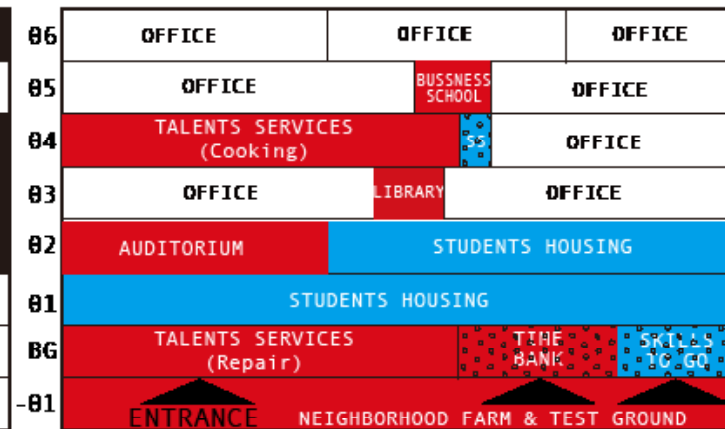 06 OFFICE OFFICE OFFICE
05 OFFICE BUSSNESS SCHOOL OFFICE
04 TALENTS SERVICES (Cooking) SS OFFICE
03 OFFICE LIBRARY OFFICE
02 AUDITORIUM STUDENTS HOUSING
01 STUDENTS HOUSING
BG TALENTS SERVICES (Repair) TIME BANK SKILLS TO GO
-01 ENTRANCE NEIGHBORHOOD FARM & TEST GROUND